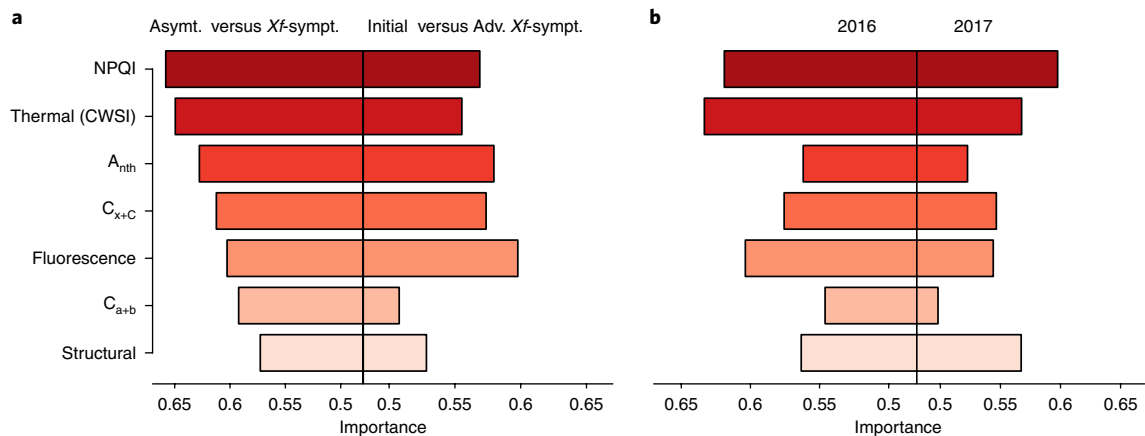 a
Asymt. versus Xf-sympt. Initial versus Adv. Xf-sympt.
NPQI
Thermal (CWSI)
Anth
Cx+C
Fluorescence
Ca+b
Structural
0.65 0.6 0.55 0.5 0.5 0.55 0.6 0.65
Importance
b
2016 2017
0.65 0.6 0.55 0.5 0.5 0.55 0.6 0.65
Importance